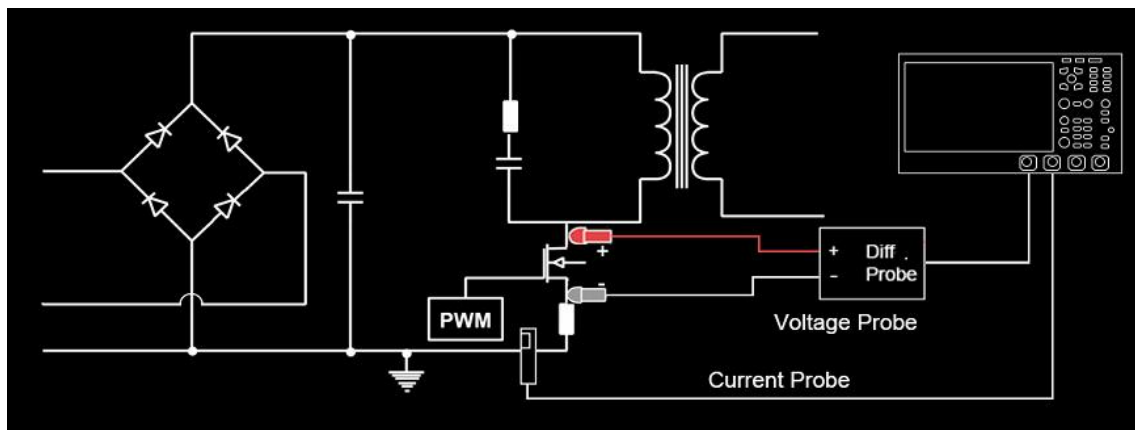 +
-
+ Diff .
- Probe
PWM
Voltage Probe
Current Probe